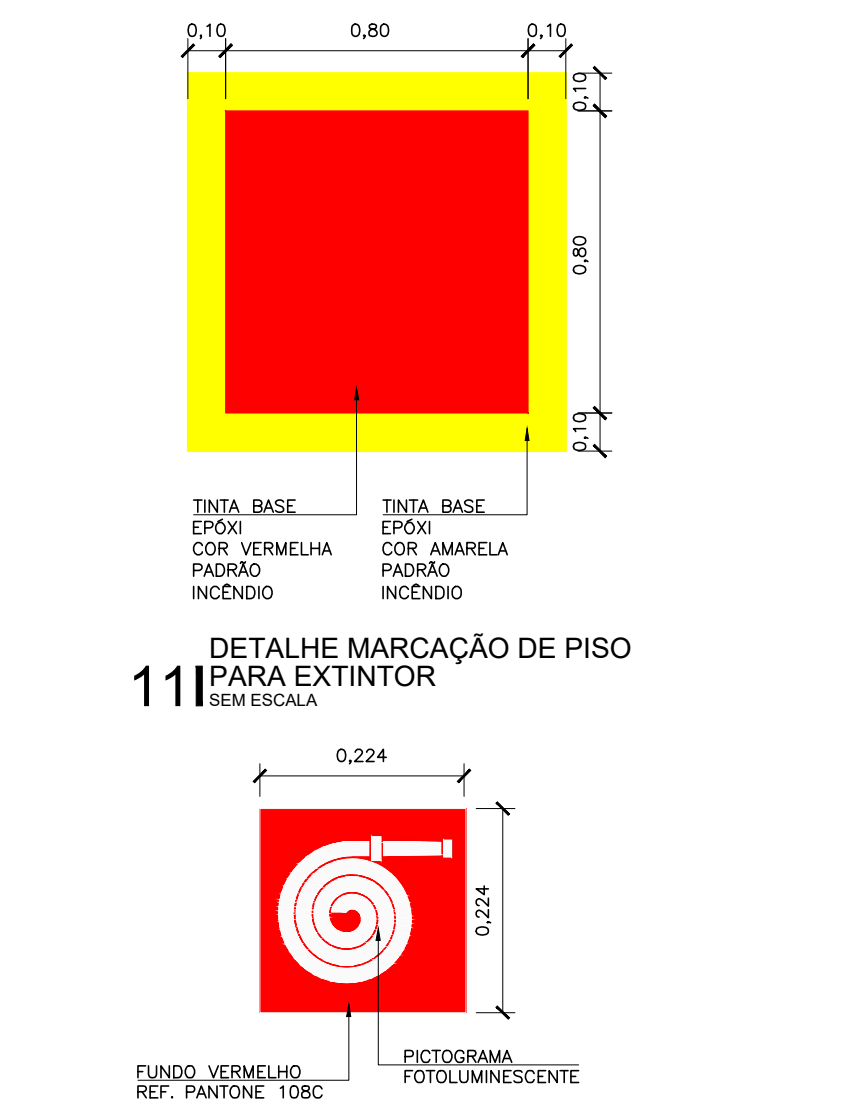 0,10
0,80
0,10
0,10
0,80
0,10
TINTA BASE
EPÓXI
COR VERMELHA
PADRÃO
INCÊNDIO
TINTA BASE
EPÓXI
COR AMARELA
PADRÃO
INCÊNDIO
11
DETALHE MARCAÇÃO DE PISO
PARA EXTINTOR
SEM ESCALA
0,224
0,224
FUNDO VERMELHO
REF. PANTONE 108C
PICTOGRAMA
FOTOLUMINESCENTE